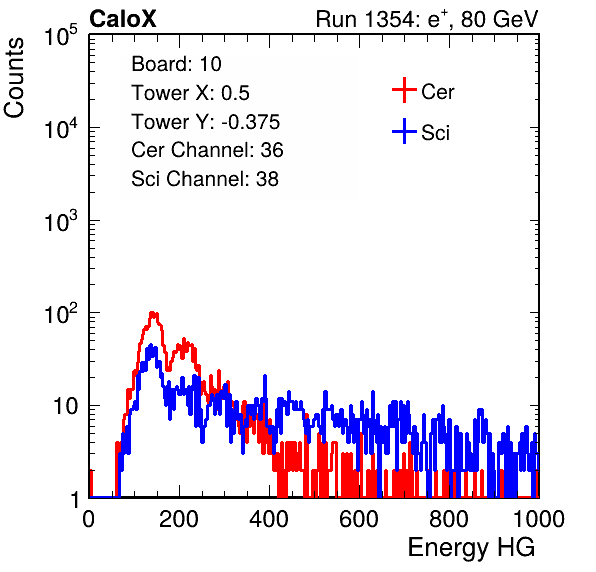 CaloX Run 1354: e⁺, 80 GeV
Board: 10
Tower X: 0.5
Tower Y: -0.375
Cer Channel: 36
Sci Channel: 38
Cer
Sci
Counts
10⁵
10⁴
10³
10²
10
1
0 200 400 600 800 1000
Energy HG